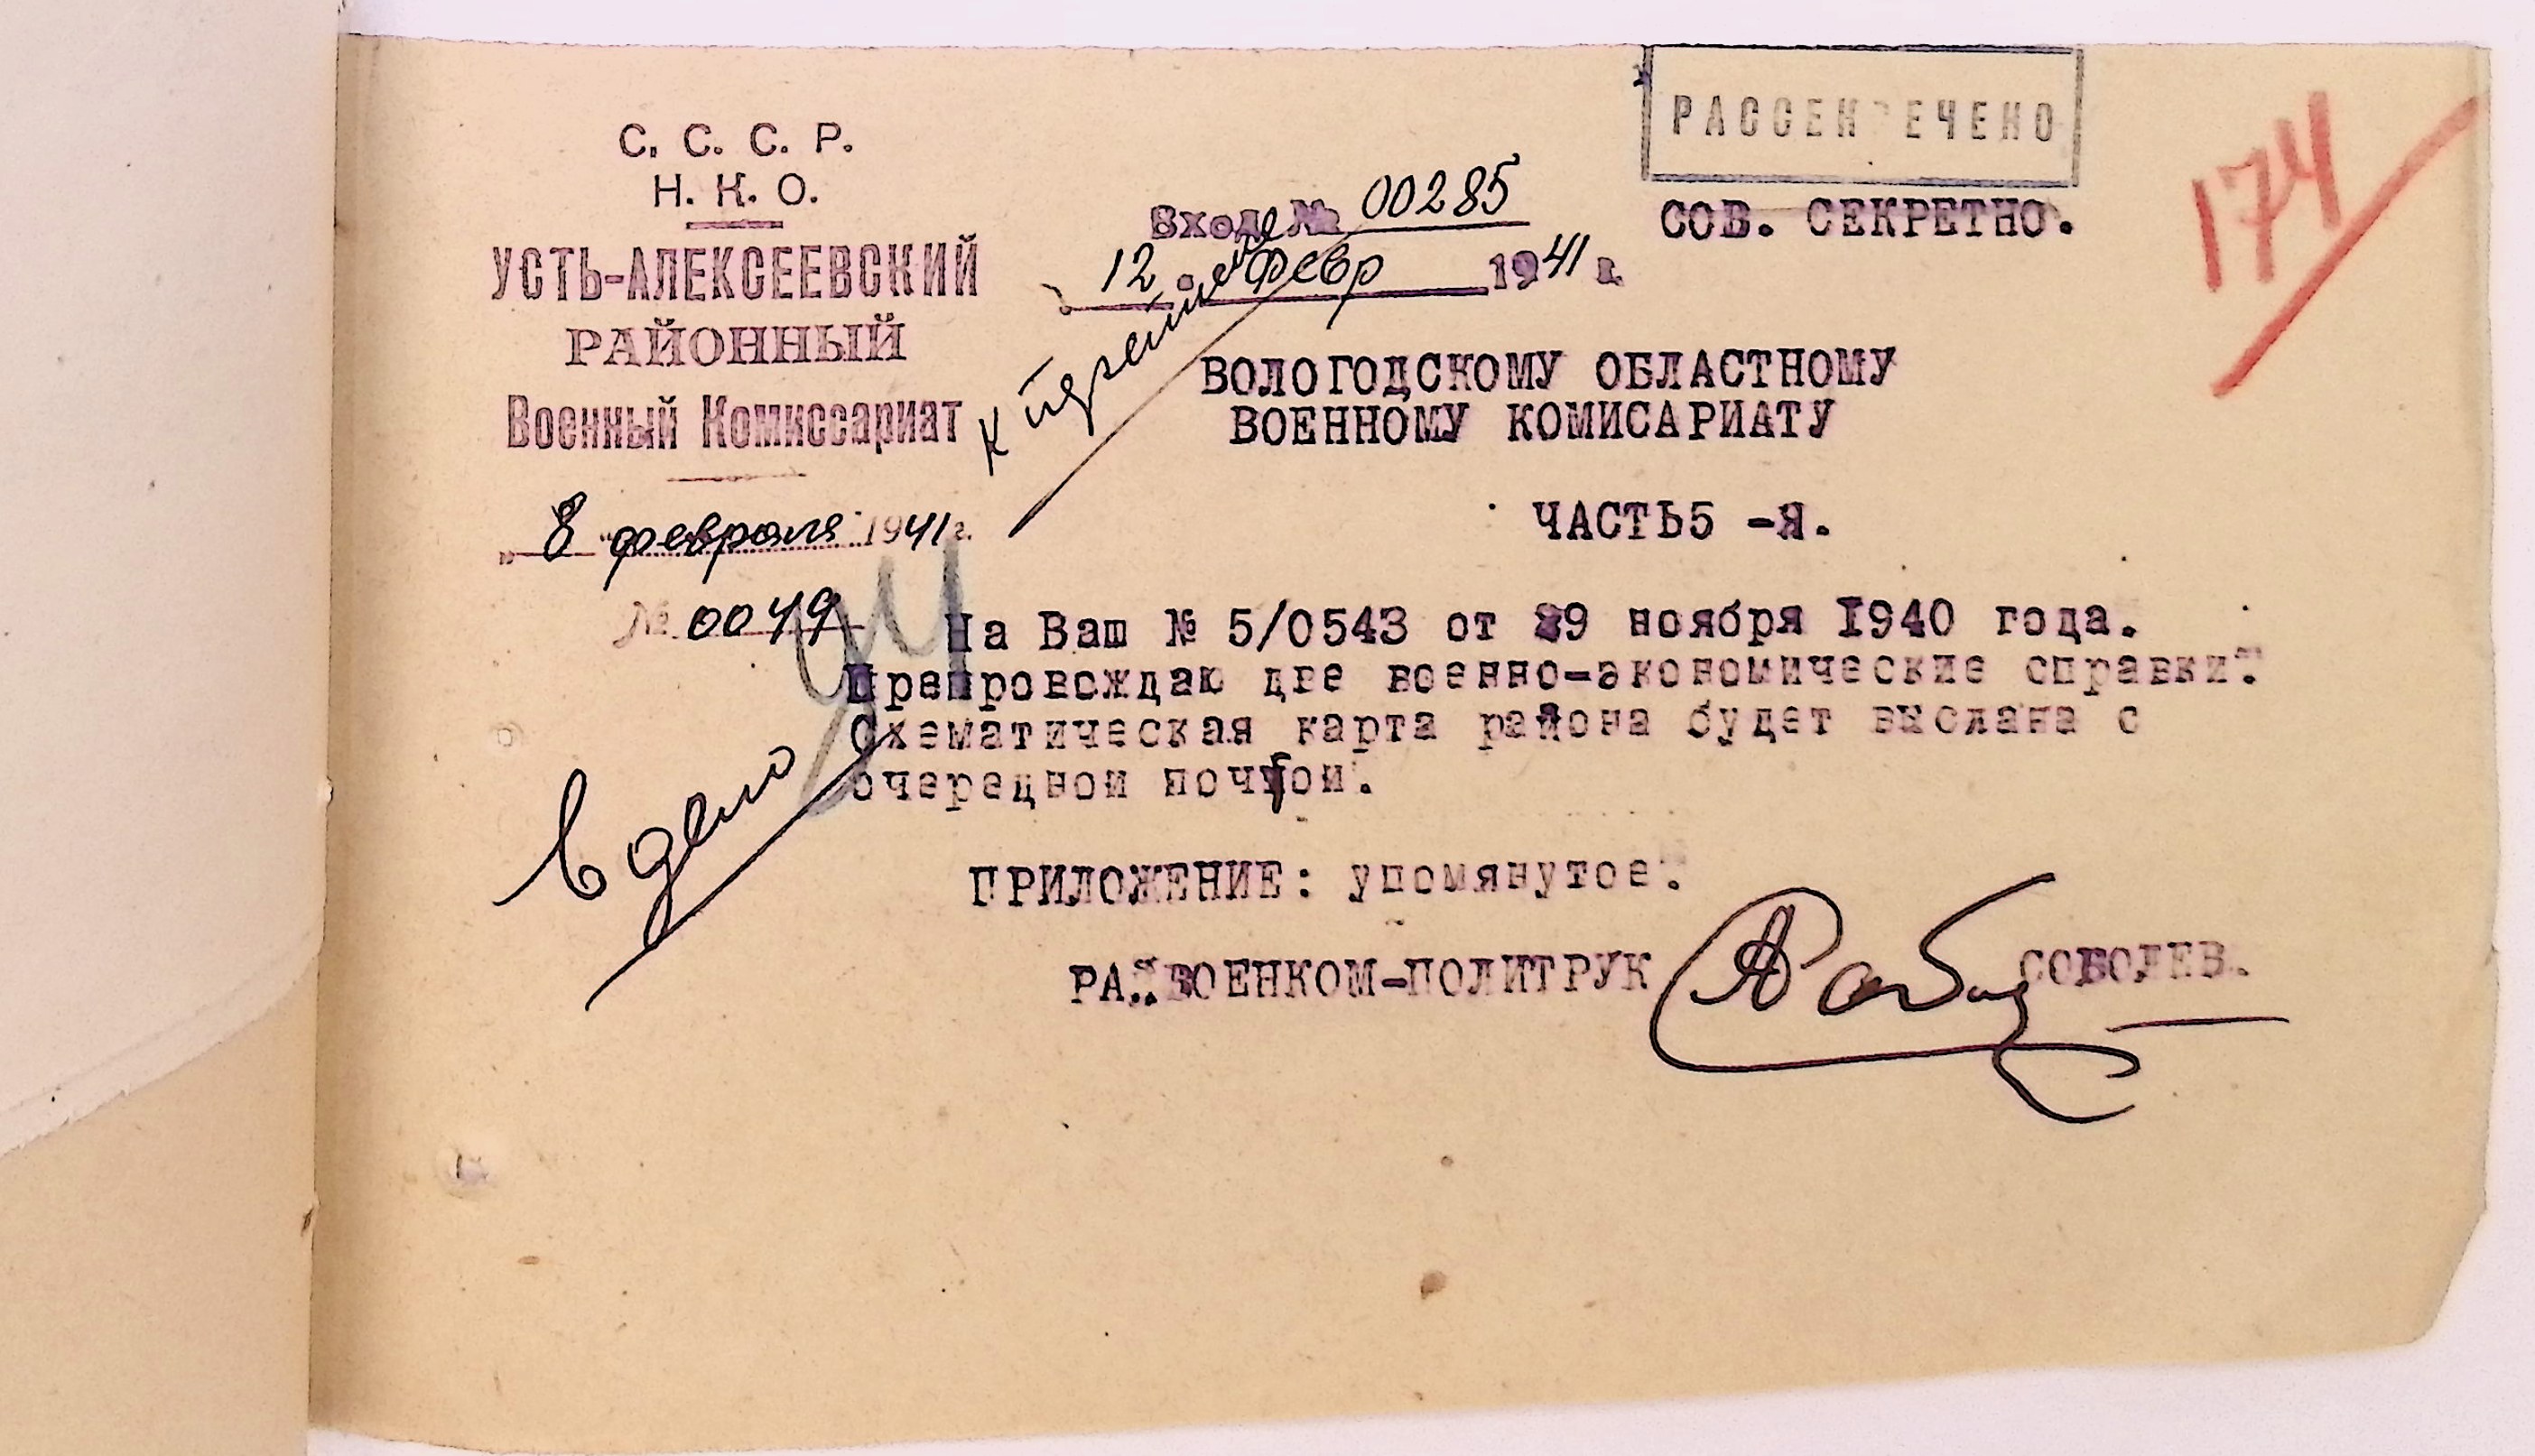 С. С. С. Р.
Н. К. О.
УСТЬ-АЛЕКСЕЕВСКИЙ
РАЙОННЫЙ
Военный Комиссариат
„ 8 " февраля 1941 г.
№ 0049
РАССЕКРЕЧЕНО
СОВ. СЕКРЕТНО.
174
Входящ № 00285
12 февр 1941 г.
к
ВОЛОГОДСКОМУ ОБЛАСТНОМУ
ВОЕННОМУ КОМИСАРИАТУ
ЧАСТЬ5 -Я.
На Ваш № 5/0543 от 29 ноября 1940 года.
Препровождаю две военно-экономические справки.
Схематическая карта района будет выслана с
очередной почтой.
В дело
ПРИЛОЖЕНИЕ: упомянутое.
РАЙВОЕНКОМ-ПОЛИТРУК СОБОЛЕВ.